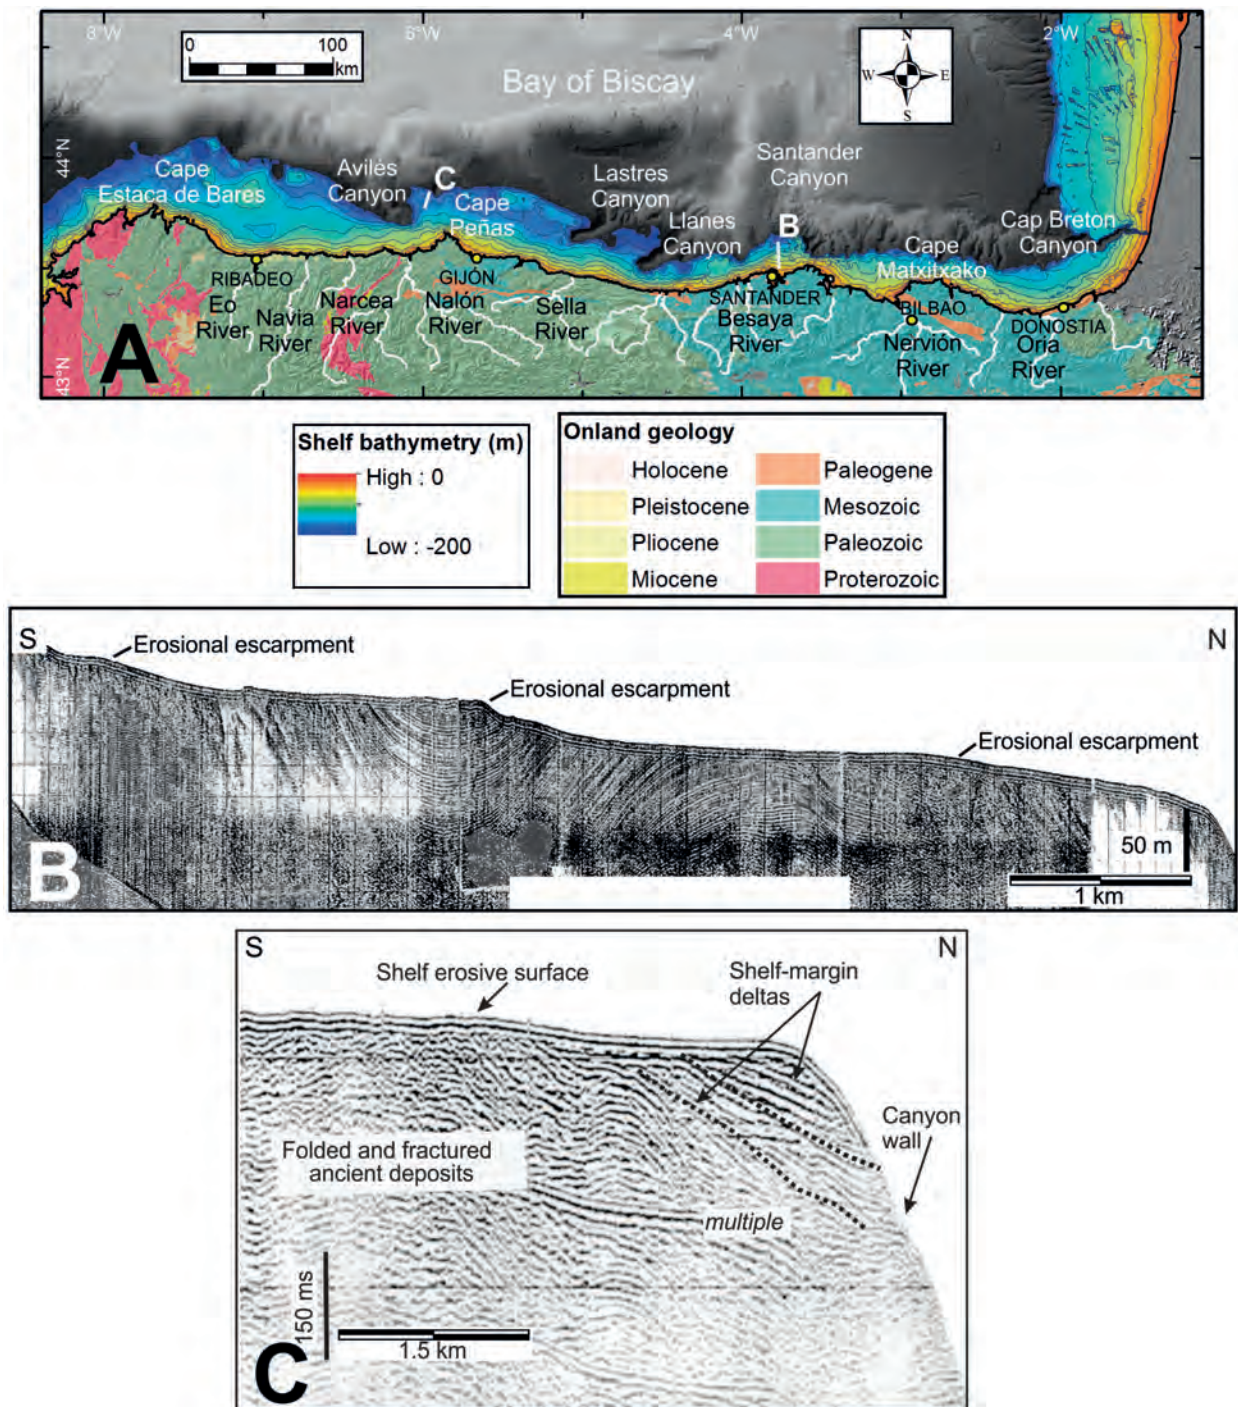 8°W
6°W
4°W
2°W
0
100
km
N
W
E
S
Bay of Biscay
44°N
43°N
Cape
Estaca de Bares
Avilés
Canyon
C
Cape
Peñas
Lastres
Canyon
Llanes
Canyon
Santander
Canyon
B
Cape
Matxitxako
Cap Breton
Canyon
RIBADEO
Eo
River
Navia
River
Narcea
River
GIJÓN
Nalón
River
Sella
River
SANTANDER
Besaya
River
BILBAO
Nervión
River
DONOSTIA
Oria
River
A
Shelf bathymetry (m)
High : 0
Low : -200
Onland geology
Holocene
Pleistocene
Pliocene
Miocene
Paleogene
Mesozoic
Paleozoic
Proterozoic
S
N
Erosional escarpment
Erosional escarpment
Erosional escarpment
50 m
1 km
B
S
N
Shelf erosive surface
Shelf-margin
deltas
Canyon
wall
Folded and fractured
ancient deposits
multiple
150 ms
1.5 km
C